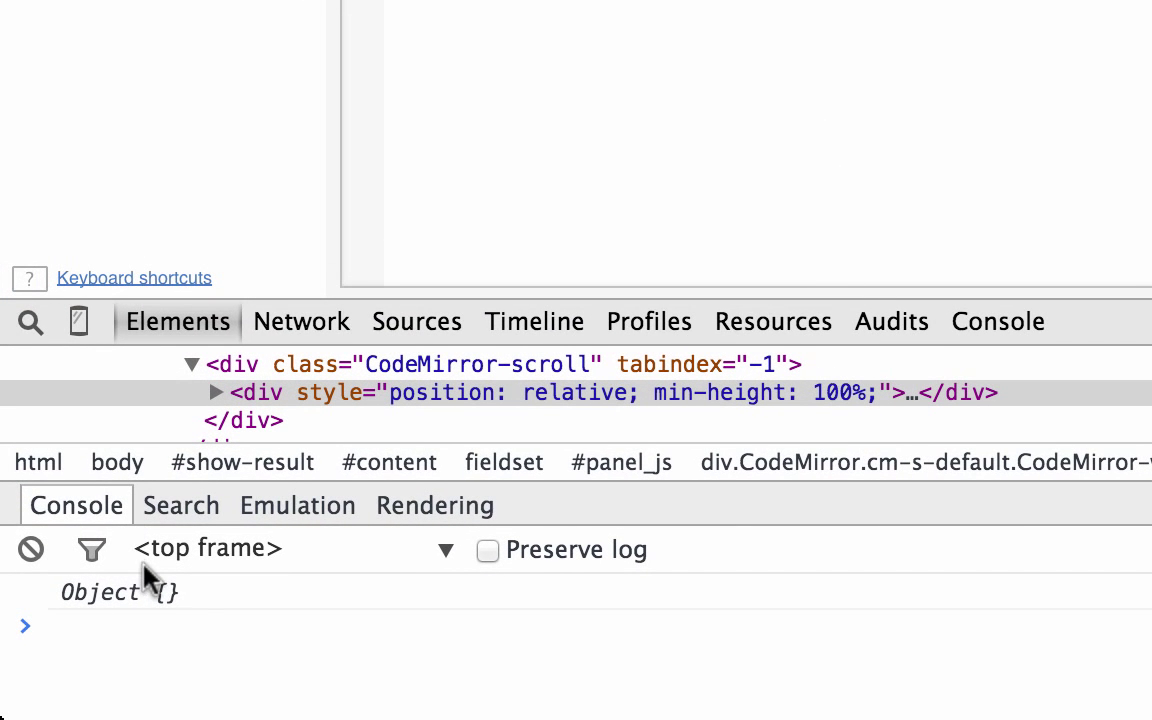 ? Keyboard shortcuts
Elements Network Sources Timeline Profiles Resources Audits Console
▼<div class="CodeMirror-scroll" tabindex="-1">
▶<div style="position: relative; min-height: 100%;">…</div>
</div>
html body #show-result #content fieldset #panel_js div.CodeMirror.cm-s-default.CodeMirror-
Console Search Emulation Rendering
<top frame> ▼ Preserve log
Object {}
>